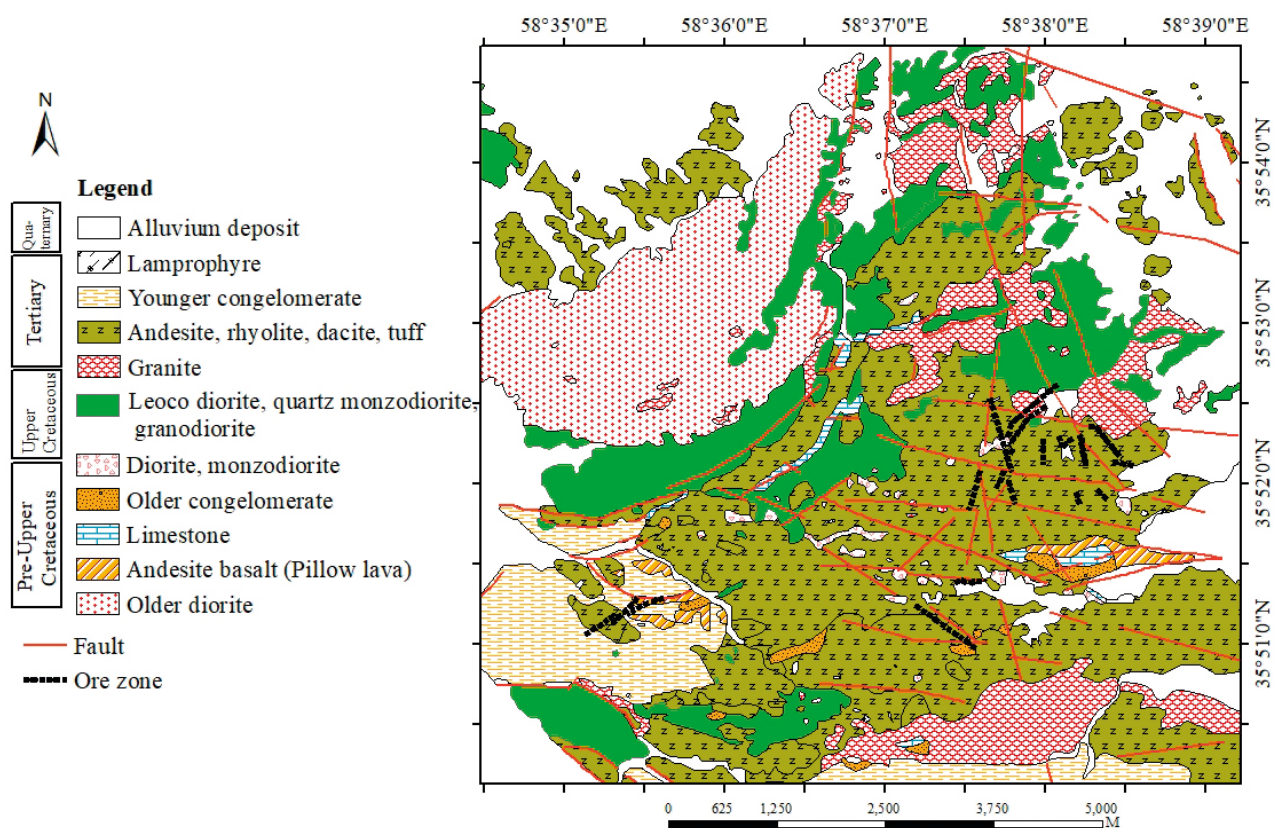 58°35'0"E 58°36'0"E 58°37'0"E 58°38'0"E 58°39'0"E
N
35°54'0"N
35°53'0"N
35°52'0"N
35°51'0"N
Legend
Qua-
ternary
Alluvium deposit
Lamprophyre
Tertiary
Younger congelomerate
Andesite, rhyolite, dacite, tuff
Granite
Upper
Cretaceous
Leoco diorite, quartz monzodiorite,
granodiorite
Diorite, monzodiorite
Pre-Upper
Cretaceous
Older congelomerate
Limestone
Andesite basalt (Pillow lava)
Older diorite
Fault
Ore zone
0 625 1,250 2,500 3,750 5,000
M